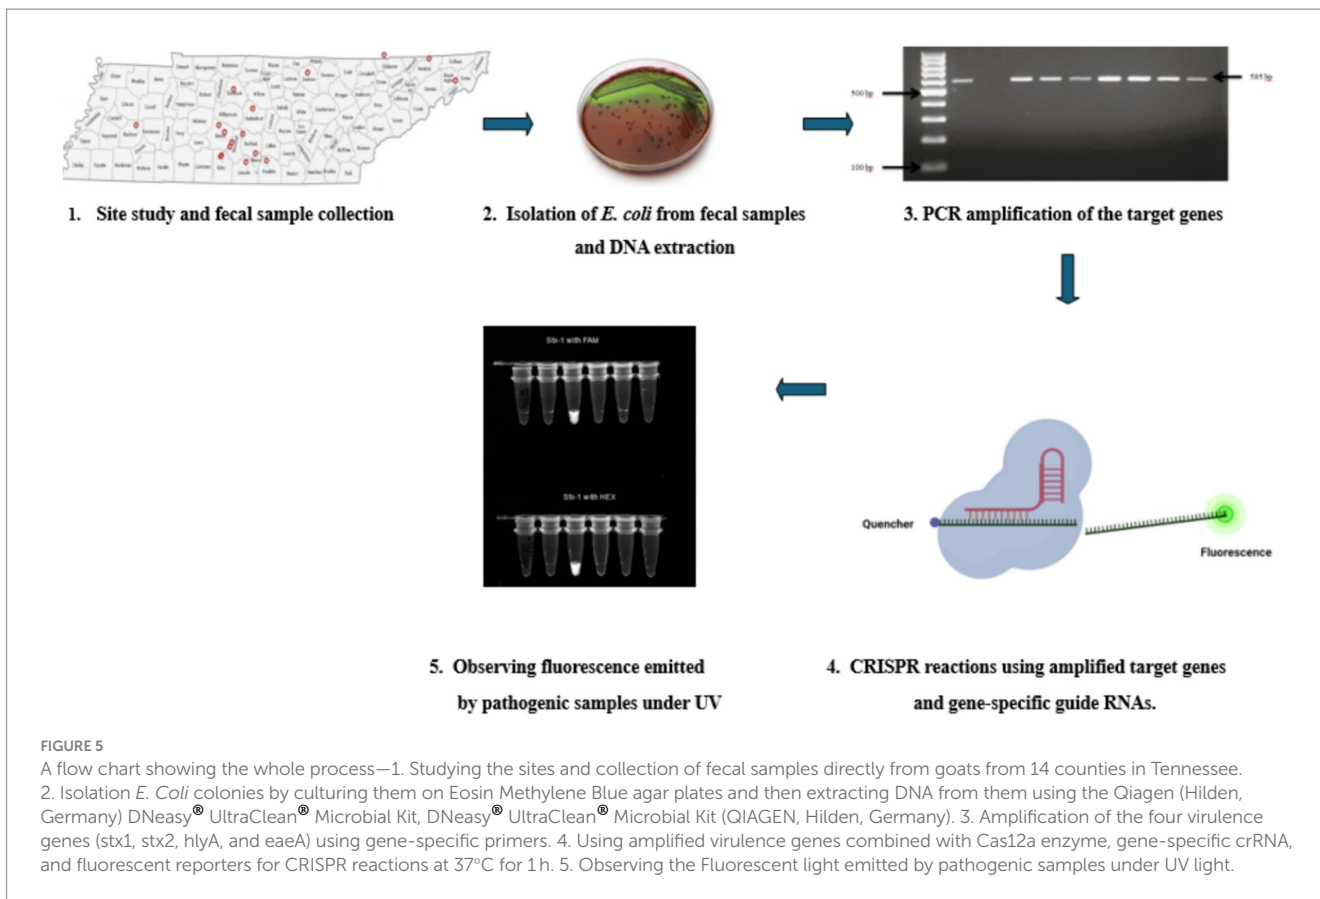 1. Site study and fecal sample collection
2. Isolation of E. coli from fecal samples
and DNA extraction
500 bp
100 bp
585 bp
3. PCR amplification of the target genes
Stx-1 with FAM
Stx-1 with HEX
Quencher
Fluorescence
5. Observing fluorescence emitted
by pathogenic samples under UV
4. CRISPR reactions using amplified target genes
and gene-specific guide RNAs.
FIGURE 5
A flow chart showing the whole process—1. Studying the sites and collection of fecal samples directly from goats from 14 counties in Tennessee.
2. Isolation E. Coli colonies by culturing them on Eosin Methylene Blue agar plates and then extracting DNA from them using the Qiagen (Hilden,
Germany) DNeasy® UltraClean® Microbial Kit, DNeasy® UltraClean® Microbial Kit (QIAGEN, Hilden, Germany). 3. Amplification of the four virulence
genes (stx1, stx2, hlyA, and eaeA) using gene-specific primers. 4. Using amplified virulence genes combined with Cas12a enzyme, gene-specific crRNA,
and fluorescent reporters for CRISPR reactions at 37°C for 1 h. 5. Observing the Fluorescent light emitted by pathogenic samples under UV light.